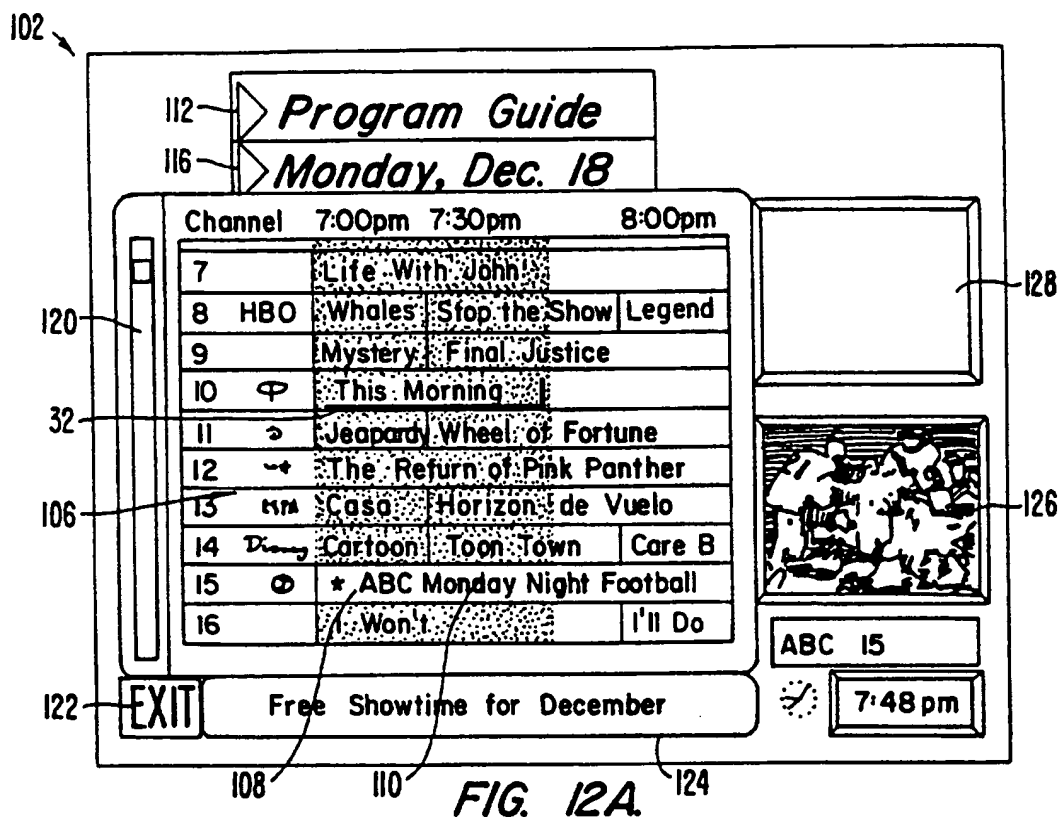 102
112 Program Guide
116 Monday, Dec. 18
Channel 7:00pm 7:30pm 8:00pm
7 Life With John
8 HBO Whales Stop the Show Legend
128
120
9 Mystery Final Justice
10 This Morning
32
11 Jeopardy Wheel of Fortune
12 The Return of Pink Panther
106
13 Casa Horizon de Vuelo
126
14 Disney Cartoon Toon Town Care B
15 * ABC Monday Night Football
16 I Won't I'll Do
ABC 15
122 EXIT Free Showtime for December
7:48 pm
108 110 124
FIG. 12A.